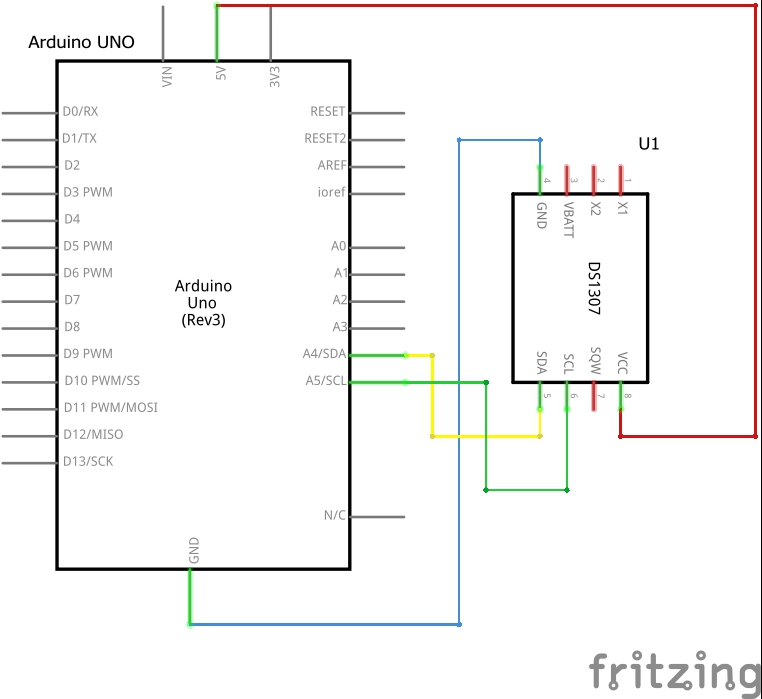 Arduino UNO
VIN
5V
3V3
D0/RX
D1/TX
D2
D3 PWM
D4
D5 PWM
D6 PWM
D7
D8
D9 PWM
D10 PWM/SS
D11 PWM/MOSI
D12/MISO
D13/SCK
RESET
RESET2
AREF
ioref
A0
A1
A2
A3
A4/SDA
A5/SCL
N/C
GND
Arduino
Uno
(Rev3)
U1
4
3
2
1
GND
VBATT
X2
X1
DS1307
SDA
SCL
SQW
VCC
5
6
7
8
fritzing